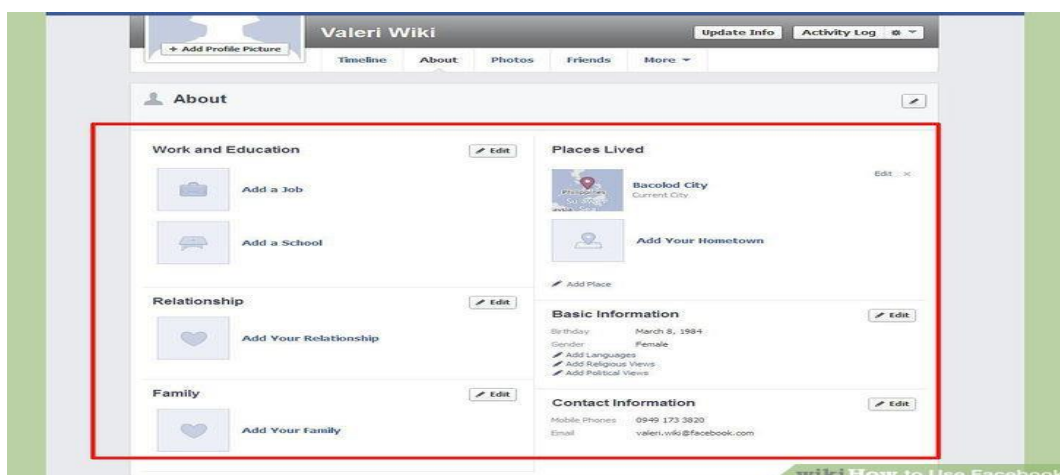 Valeri Wiki
Update Info
Activity Log
+ Add Profile Picture
Timeline About Photos Friends More
About
Work and Education
Edit
Add a Job
Add a School
Relationship
Edit
Add Your Relationship
Family
Edit
Add Your Family
Places Lived
Philippines
Bacolod City
Current City
Edit ×
Add Your Hometown
Add Place
Basic Information
Edit
Birthday March 8, 1984
Gender Female
Add Languages
Add Religious Views
Add Political Views
Contact Information
Edit
Mobile Phones 0949 173 3820
Email valeri.wiki@facebook.com
wikiHow to Use Facebook